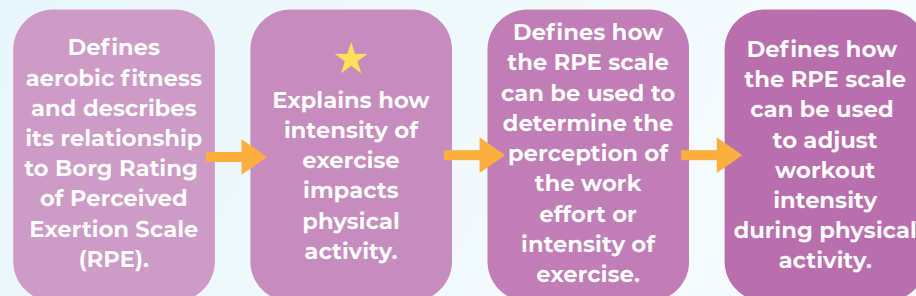 Defines
aerobic fitness
and describes
its relationship
to Borg Rating
of Perceived
Exertion Scale
(RPE).
Explains how
intensity of
exercise
impacts
physical
activity.
Defines how
the RPE scale
can be used to
determine the
perception of
the work
effort or
intensity of
exercise.
Defines how
the RPE scale
can be used
to adjust
workout
intensity
during physical
activity.